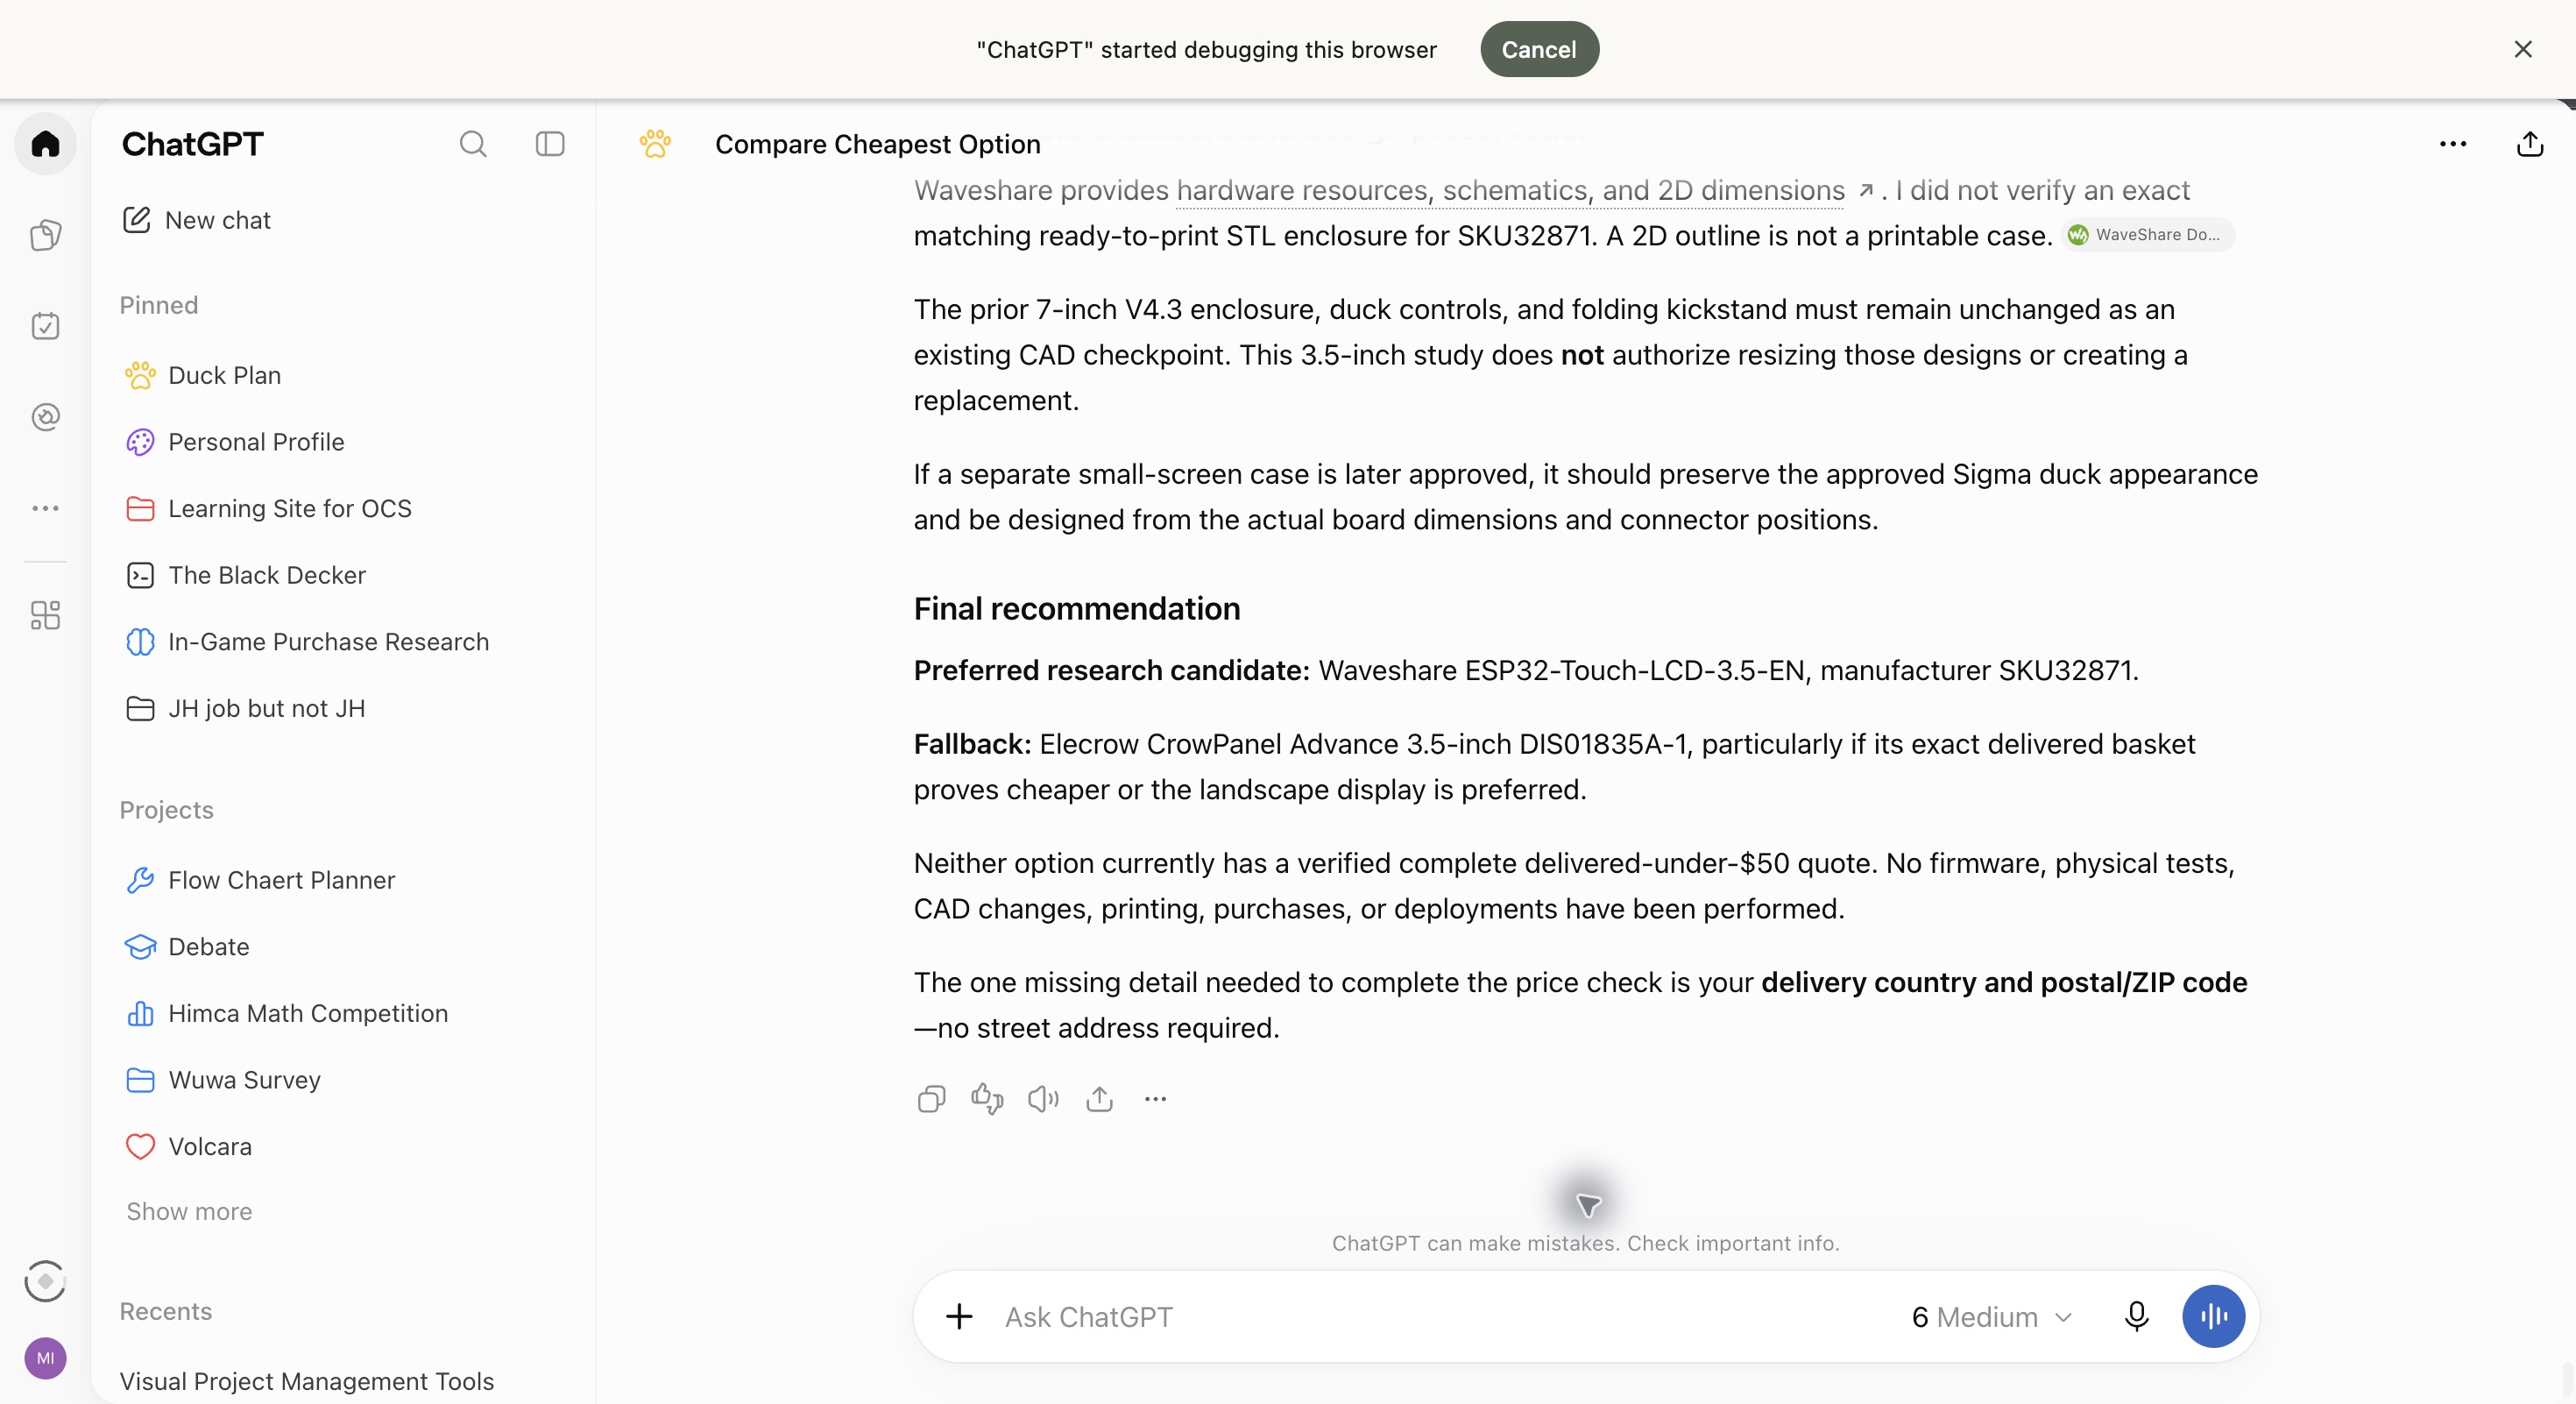 "ChatGPT" started debugging this browser
Cancel
ChatGPT
New chat
Pinned
Duck Plan
Personal Profile
Learning Site for OCS
The Black Decker
In-Game Purchase Research
JH job but not JH
Projects
Flow Chaert Planner
Debate
Himca Math Competition
Wuwa Survey
Volcara
Show more
Recents
Visual Project Management Tools
MI
Compare Cheapest Option
Waveshare provides hardware resources, schematics, and 2D dimensions ↗ . I did not verify an exact
matching ready-to-print STL enclosure for SKU32871. A 2D outline is not a printable case. WaveShare Do...
The prior 7-inch V4.3 enclosure, duck controls, and folding kickstand must remain unchanged as an
existing CAD checkpoint. This 3.5-inch study does not authorize resizing those designs or creating a
replacement.
If a separate small-screen case is later approved, it should preserve the approved Sigma duck appearance
and be designed from the actual board dimensions and connector positions.
Final recommendation
Preferred research candidate: Waveshare ESP32-Touch-LCD-3.5-EN, manufacturer SKU32871.
Fallback: Elecrow CrowPanel Advance 3.5-inch DIS01835A-1, particularly if its exact delivered basket
proves cheaper or the landscape display is preferred.
Neither option currently has a verified complete delivered-under-$50 quote. No firmware, physical tests,
CAD changes, printing, purchases, or deployments have been performed.
The one missing detail needed to complete the price check is your delivery country and postal/ZIP code
—no street address required.
ChatGPT can make mistakes. Check important info.
Ask ChatGPT
6 Medium